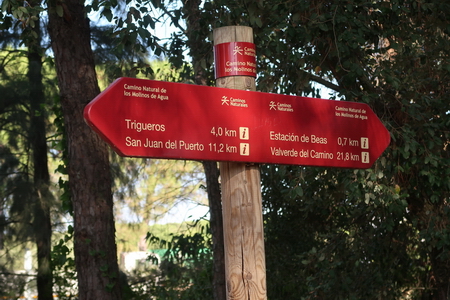 Camino Natural de
los Molinos de Agua
Camino Natural de
los Molinos de Agua
Caminos
Naturales
Trigueros 4,0 km i
San Juan del Puerto 11,2 km i
Caminos
Naturales
Camino Natural de
los Molinos de Agua
Estación de Beas 0,7 km i
Valverde del Camino 21,8 km i